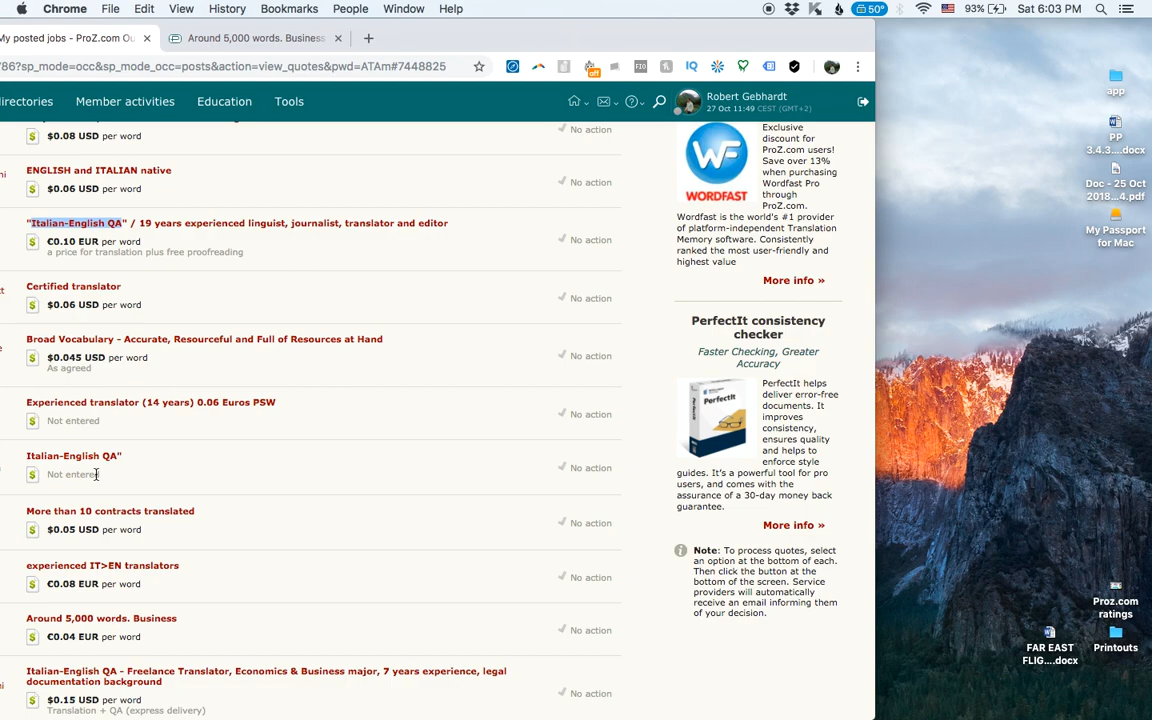 Chrome File Edit View History Bookmarks People Window Help 50° 93% Sat 6:03 PM
My posted jobs - ProZ.com Ou × Around 5,000 words. Business ×
86?sp_mode=occ&sp_mode_occ=posts&action=view_quotes&pwd=ATAm#7448825 off FIO IQ
irectories Member activities Education Tools
Robert Gebhardt
27 Oct 11:49 CEST (GMT+2)
$0.08 USD per word
No action
ENGLISH and ITALIAN native
$0.06 USD per word
No action
"Italian-English QA" / 19 years experienced linguist, journalist, translator and editor
€0.10 EUR per word
a price for translation plus free proofreading
No action
Certified translator
$0.06 USD per word
No action
Broad Vocabulary - Accurate, Resourceful and Full of Resources at Hand
$0.045 USD per word
As agreed
No action
Experienced translator (14 years) 0.06 Euros PSW
Not entered
No action
Italian-English QA"
Not entered
No action
More than 10 contracts translated
$0.05 USD per word
No action
experienced IT>EN translators
€0.08 EUR per word
No action
Around 5,000 words. Business
€0.04 EUR per word
No action
Italian-English QA - Freelance Translator, Economics & Business major, 7 years experience, legal
documentation background
$0.15 USD per word
Translation + QA (express delivery)
No action
Exclusive
discount for
ProZ.com users!
Save over 13%
when purchasing
Wordfast Pro
through
ProZ.com.
WF
WORDFAST
Wordfast is the world's #1 provider
of platform-independent Translation
Memory software. Consistently
ranked the most user-friendly and
highest value
More info »
PerfectIt consistency
checker
Faster Checking, Greater
Accuracy
PerfectIt helps
deliver error-free
documents. It
improves
consistency,
ensures quality
and helps to
enforce style
guides. It's a powerful tool for pro
users, and comes with the
assurance of a 30-day money back
guarantee.
More info »
Note: To process quotes, select
an option at the bottom of each.
Then click the button at the
bottom of the screen. Service
providers will automatically
receive an email informing them
of your decision.
app
PP
3.4.3....docx
Doc - 25 Oct
2018...4.pdf
My Passport
for Mac
Proz.com
ratings
FAR EAST
FLIG....docx
Printouts